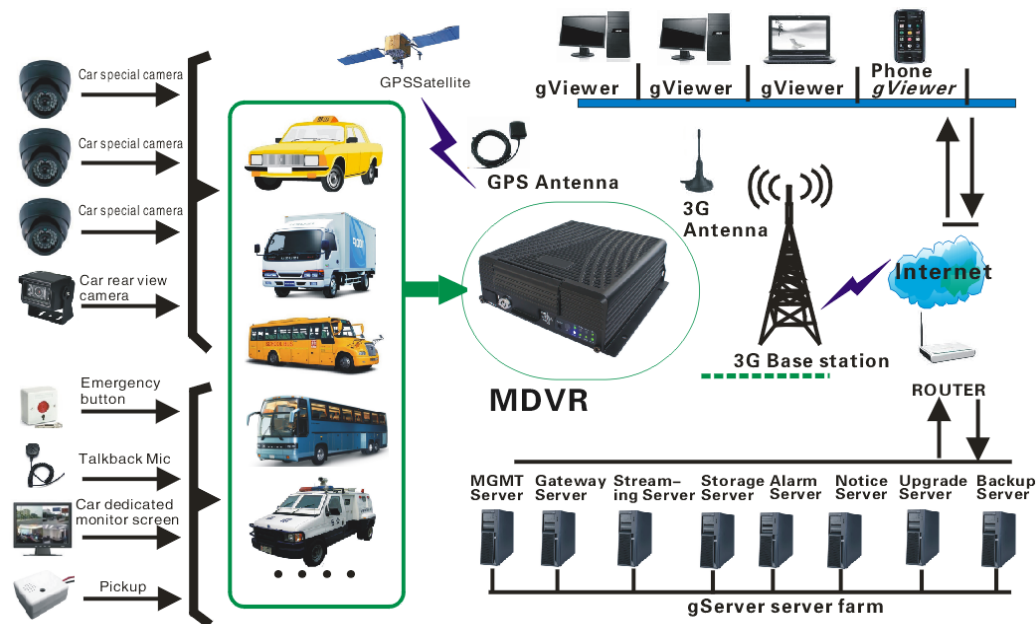 Car special camera
Car special camera
Car special camera
Car rear view
camera
Emergency
button
Talkback Mic
Car dedicated
monitor screen
Pickup
GPSSatellite
GPS Antenna
3G
Antenna
MDVR
gViewer
gViewer
gViewer
Phone
gViewer
Internet
3G Base station
ROUTER
MGMT
Server
Gateway
Server
Stream–
ing Server
Storage
Server
Alarm
Server
Notice
Server
Upgrade
Server
Backup
Server
gServer server farm